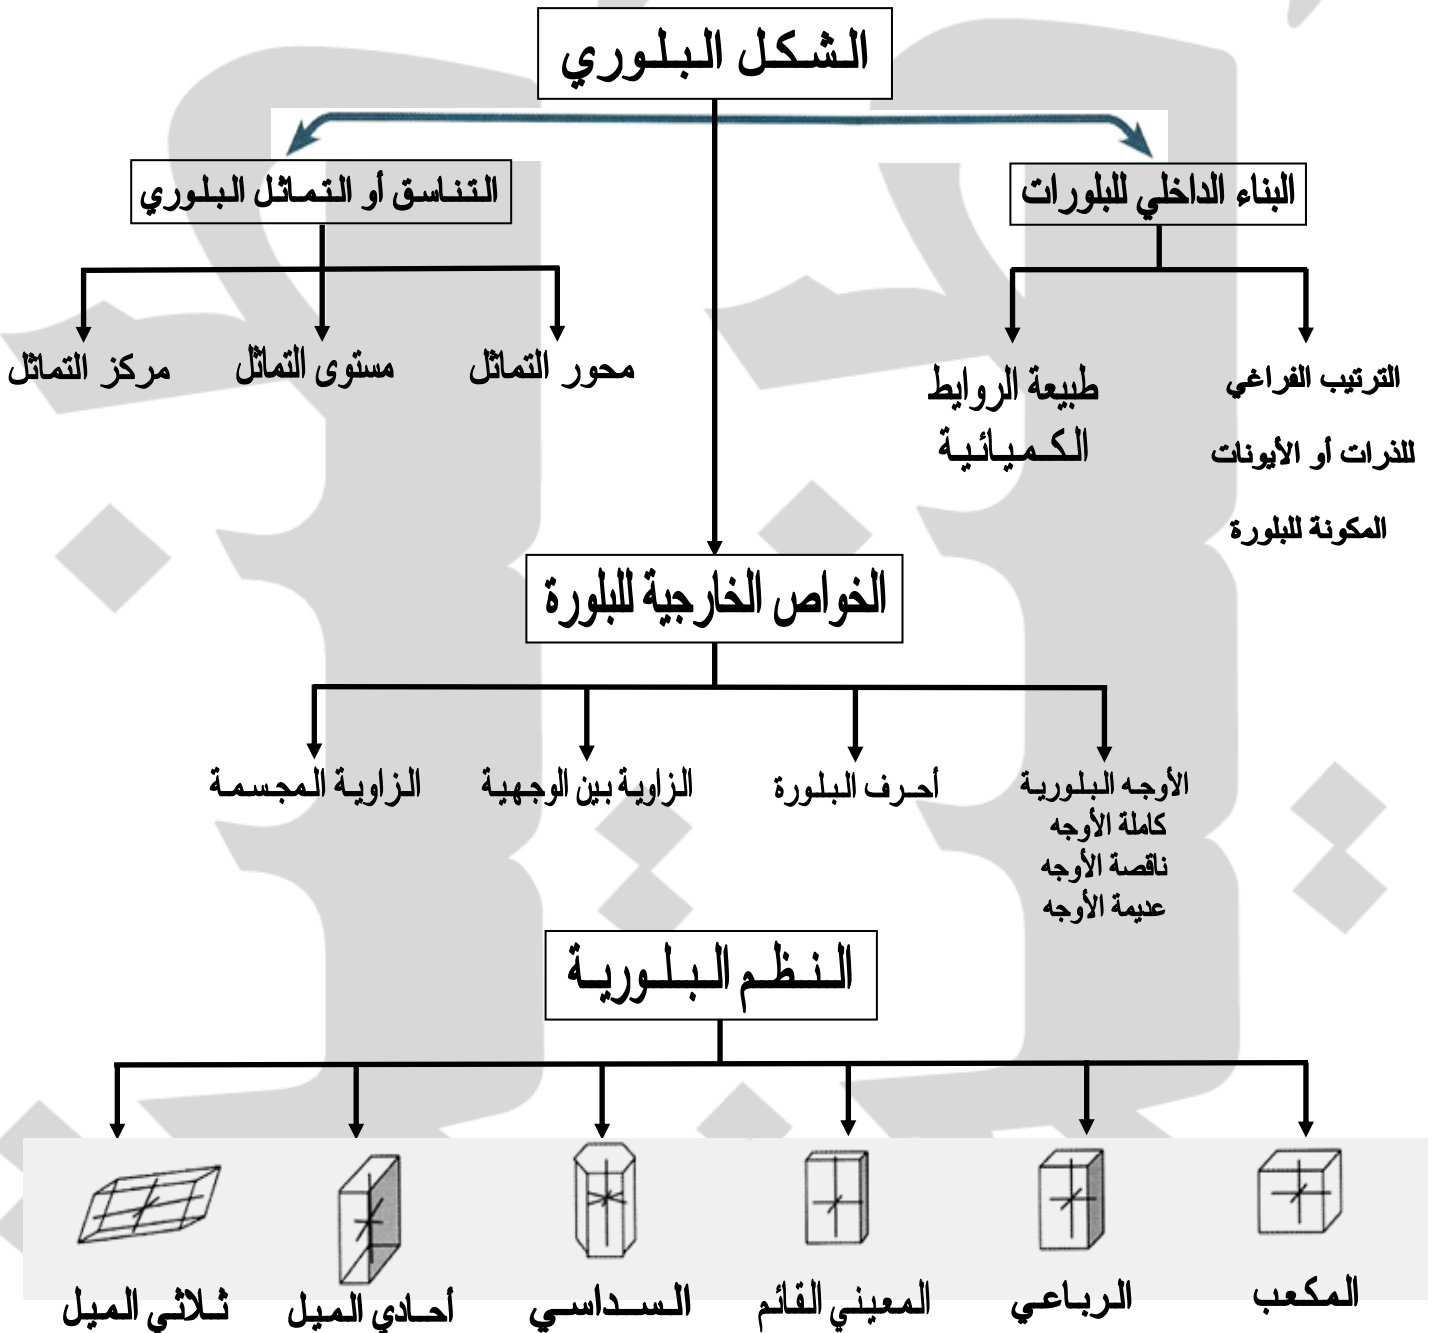 الشكل البلوري
البناء الداخلي للبلورات
التناسق أو التماثل البلوري
الترتيب الفراغي
للذرات أو الأيونات
المكونة للبلورة
طبيعة الروايط
الكميائية
محور التماثل
مستوى التماثل
مركز التماثل
الخواص الخارجية للبلورة
الأوجه البلورية
كاملة الأوجه
ناقصة الأوجه
عديمة الأوجه
أحرف البلورة
الزاوية بين الوجهية
الزاوية المجسمة
النظم البلورية
المكعب
الرباعي
المعيني القائم
السداسي
أحادي الميل
ثلاثي الميل